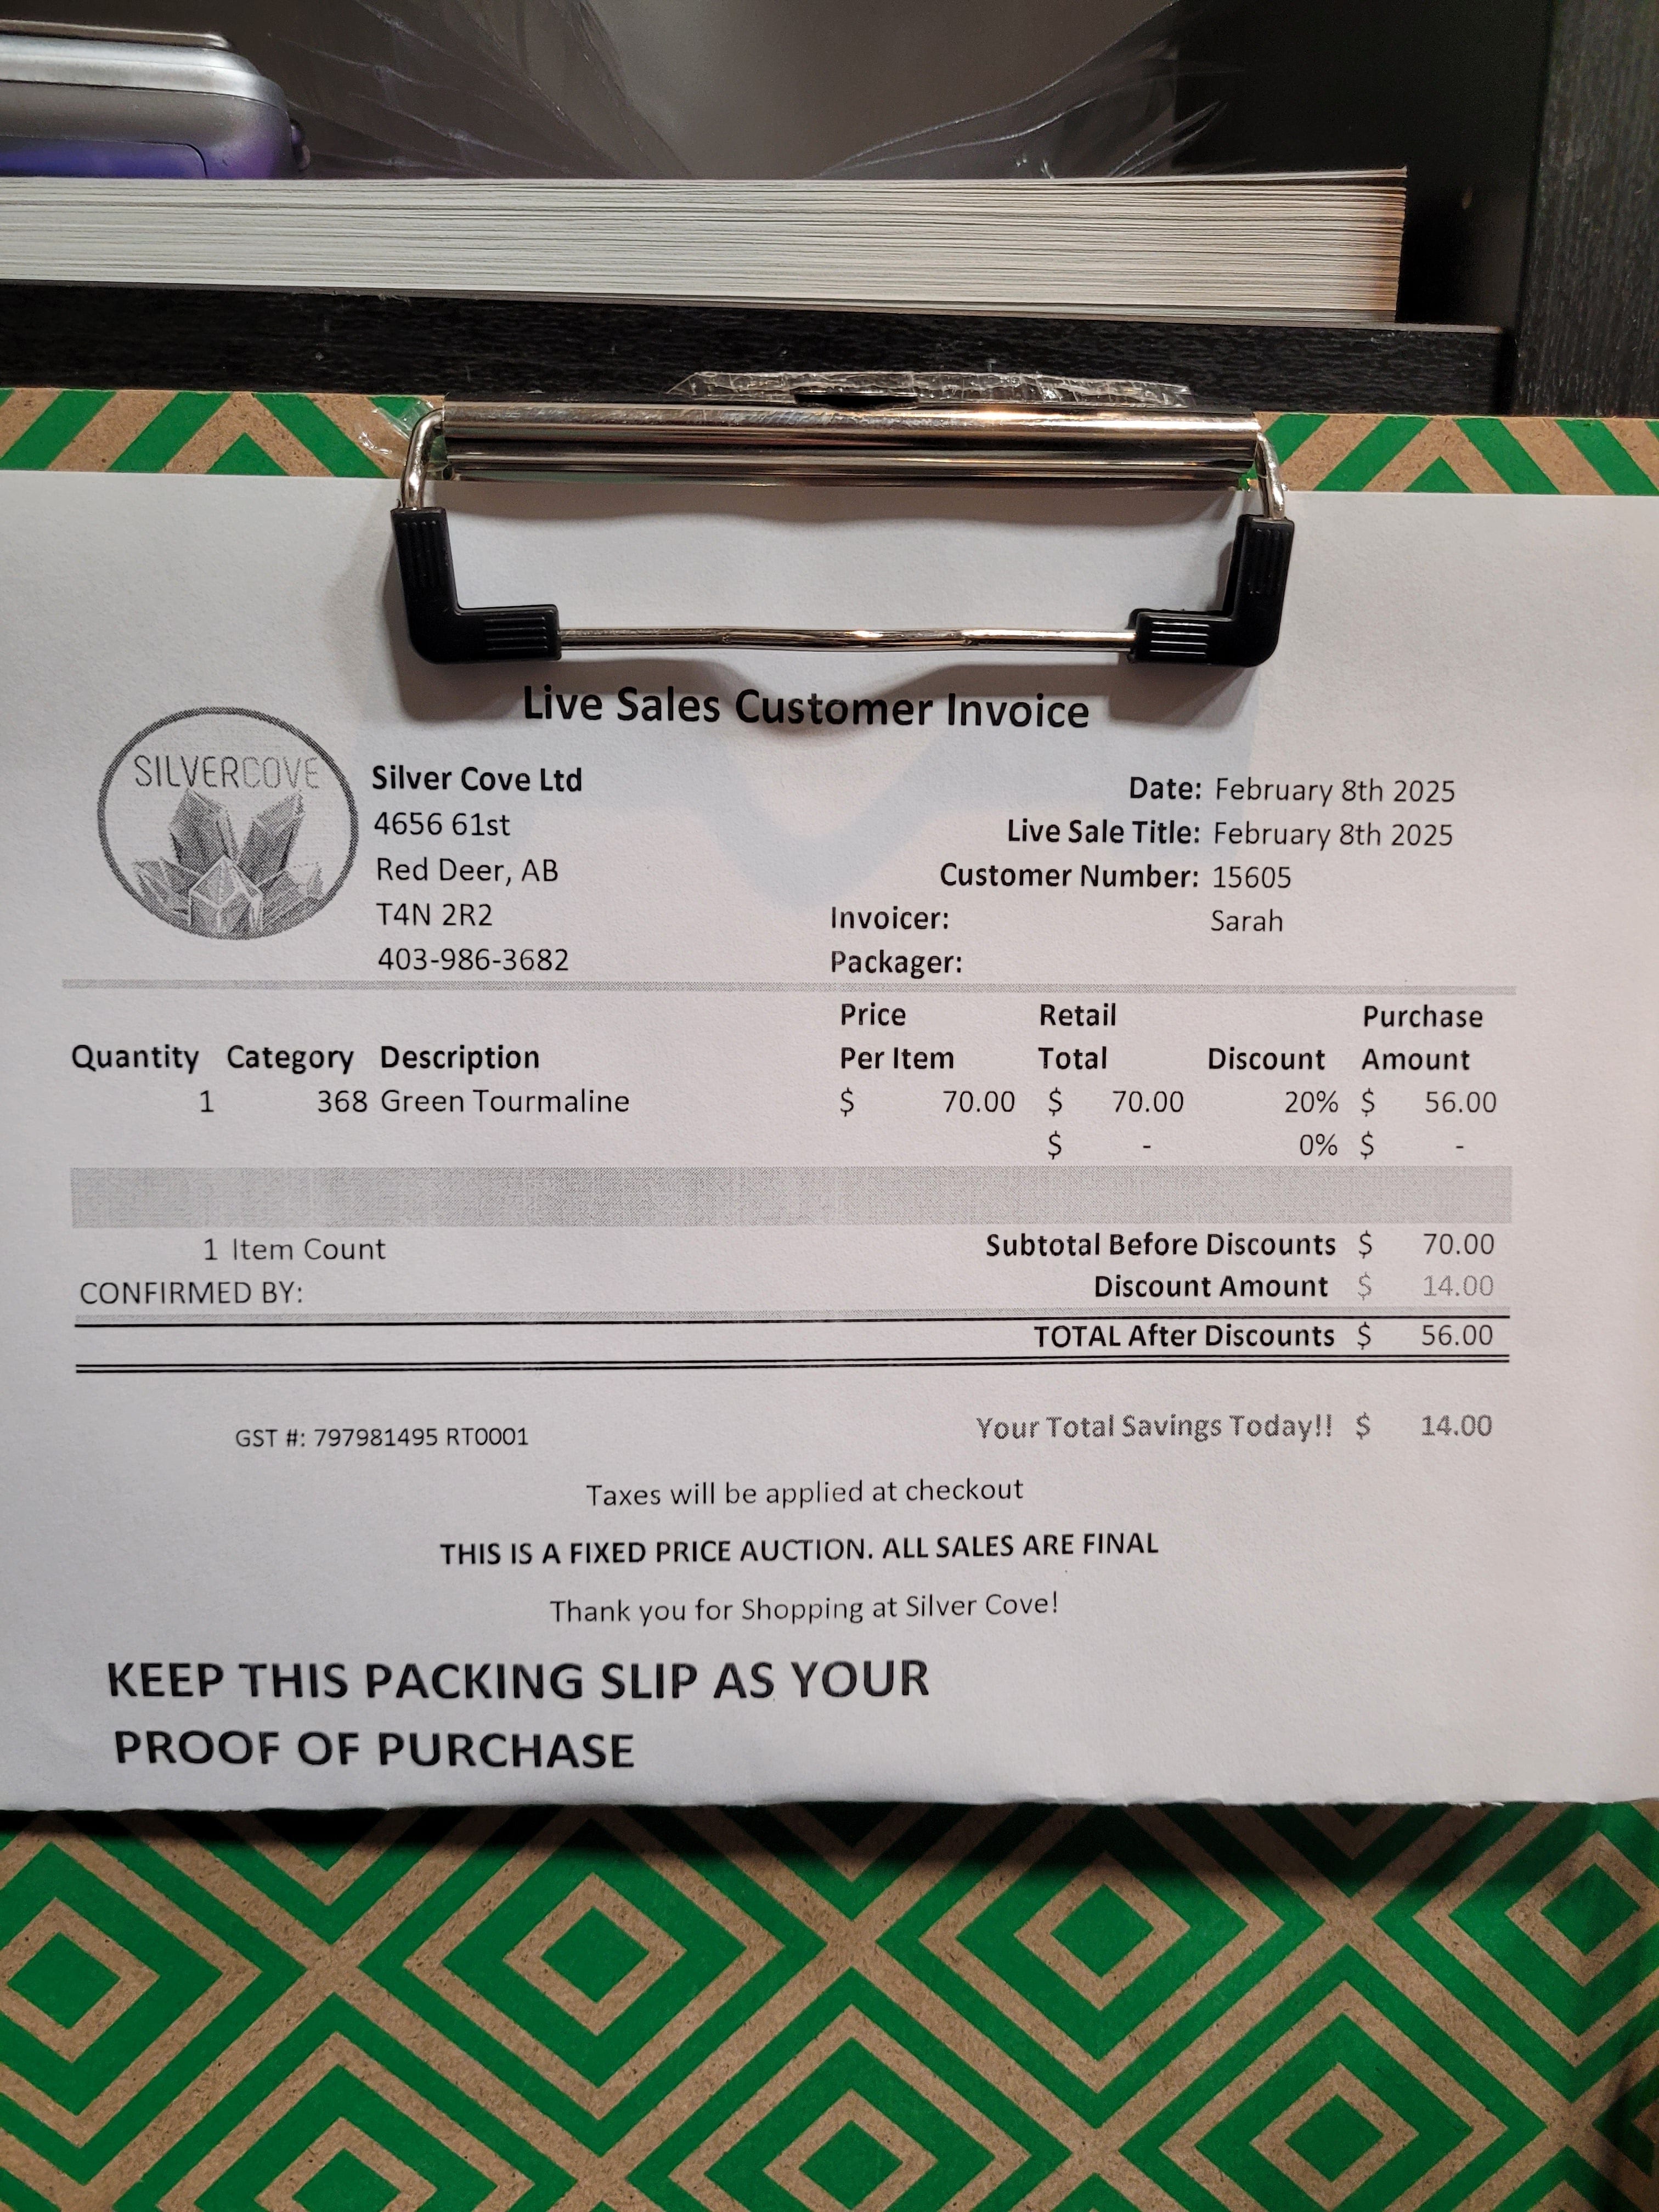 Live Sales Customer Invoice
SILVERCOVE
Silver Cove Ltd
4656 61st
Red Deer, AB
T4N 2R2
403-986-3682
Date: February 8th 2025
Live Sale Title: February 8th 2025
Customer Number: 15605
Invoicer: Sarah
Packager:
Quantity Category Description Price Per Item Retail Total Discount Purchase Amount
1 368 Green Tourmaline $ 70.00 $ 70.00 20% $ 56.00
$ - 0% $ -
1 Item Count Subtotal Before Discounts $ 70.00
CONFIRMED BY: Discount Amount $ 14.00
TOTAL After Discounts $ 56.00
GST #: 797981495 RT0001 Your Total Savings Today!! $ 14.00
Taxes will be applied at checkout
THIS IS A FIXED PRICE AUCTION. ALL SALES ARE FINAL
Thank you for Shopping at Silver Cove!
KEEP THIS PACKING SLIP AS YOUR
PROOF OF PURCHASE